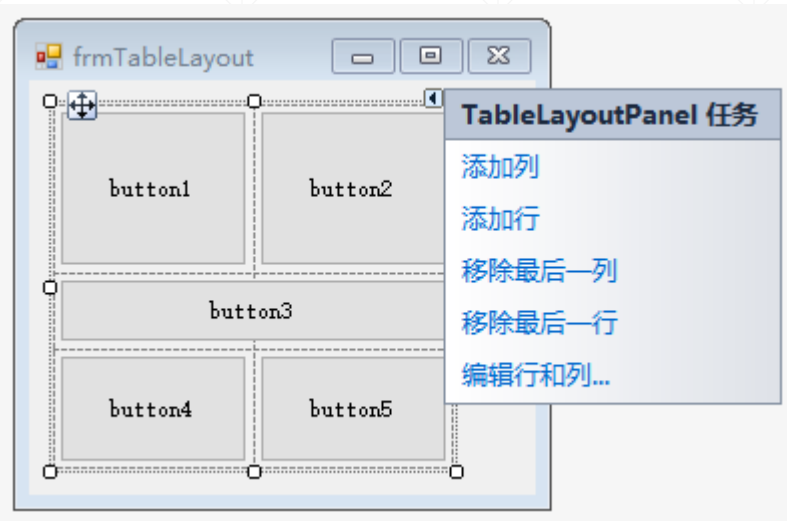 frmTableLayout
TableLayoutPanel 任务
添加列
添加行
移除最后一列
移除最后一行
编辑行和列...
button1
button2
button3
button4
button5